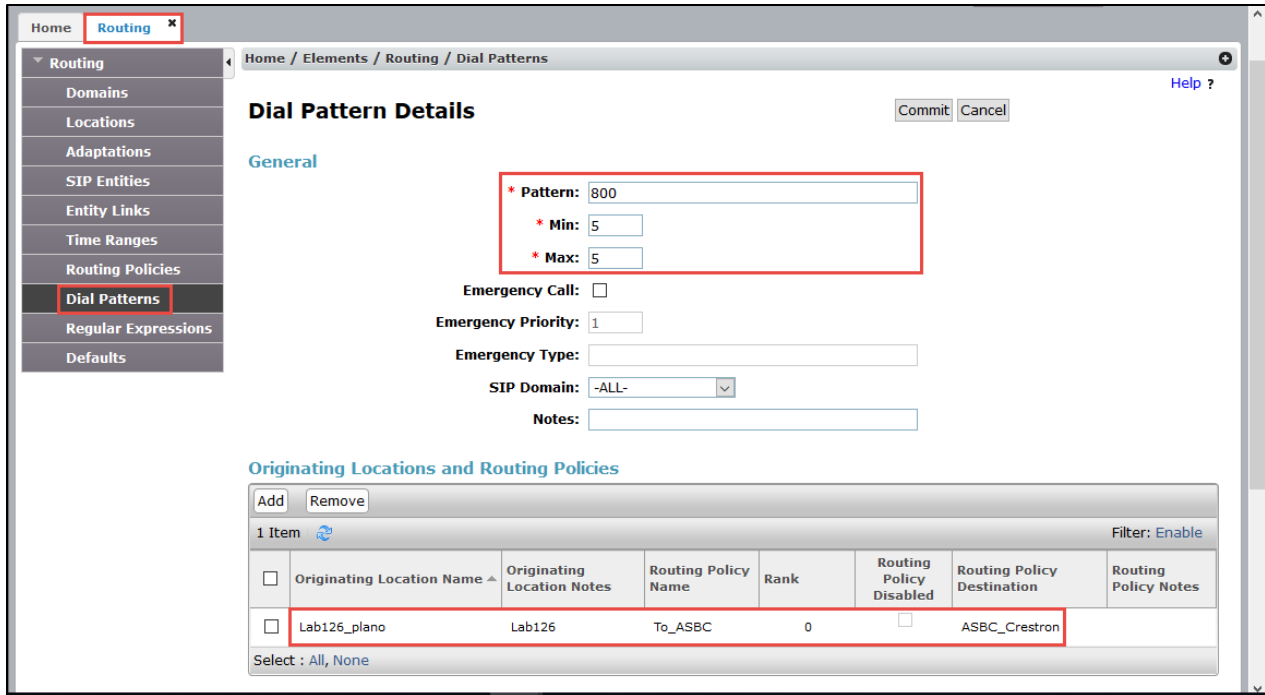 Home Routing x
Routing
Domains
Locations
Adaptations
SIP Entities
Entity Links
Time Ranges
Routing Policies
Dial Patterns
Regular Expressions
Defaults
Home / Elements / Routing / Dial Patterns
Help ?
Dial Pattern Details
Commit Cancel
General
* Pattern: 800
* Min: 5
* Max: 5
Emergency Call:
Emergency Priority: 1
Emergency Type:
SIP Domain: -ALL-
Notes:
Originating Locations and Routing Policies
Add Remove
1 Item Filter: Enable
Originating Location Name Originating Location Notes Routing Policy Name Rank Routing Policy Disabled Routing Policy Destination Routing Policy Notes
Lab126_plano Lab126 To_ASBC 0 ASBC_Crestron
Select : All, None